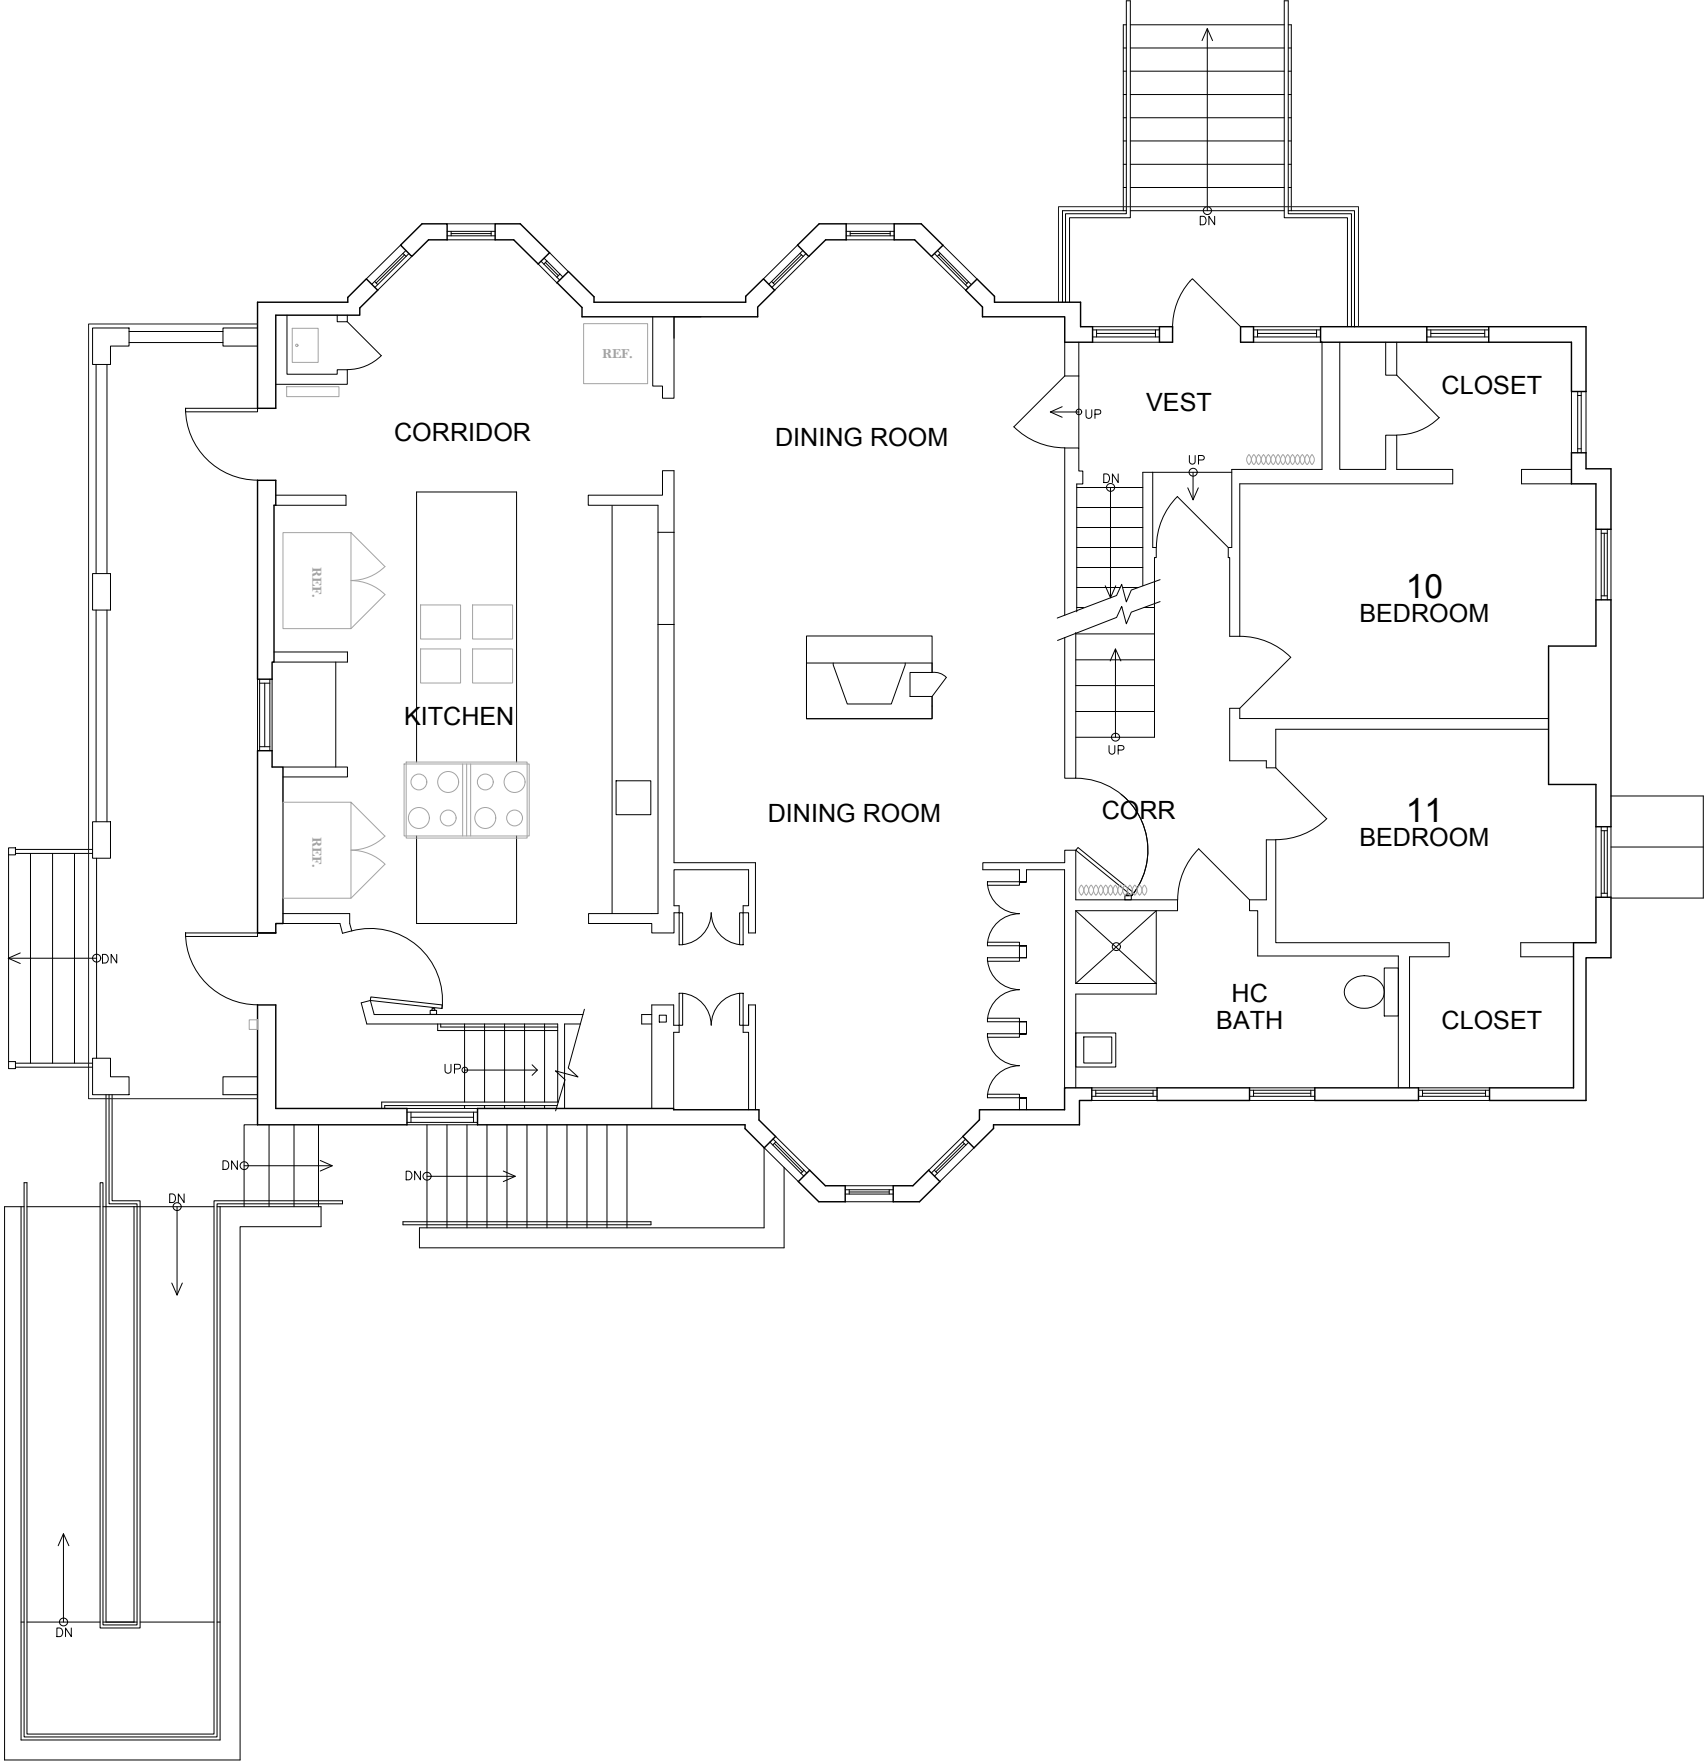 DN
REF.
CLOSET
VEST
UP
CORRIDOR
DINING ROOM
UP
DN
REF.
10
BEDROOM
KITCHEN
UP
DINING ROOM
CORR
11
BEDROOM
REF.
DN
HC
BATH
CLOSET
UP
DN
DN
DN
DN